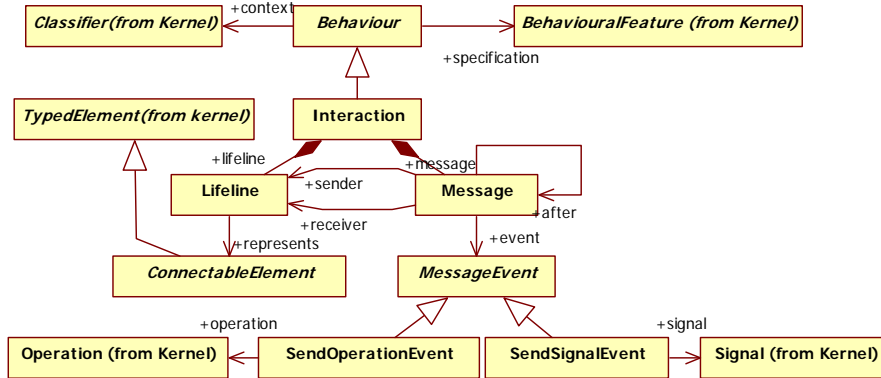 Classifier(from Kernel)
+context
Behaviour
BehaviouralFeature (from Kernel)
+specification
TypedElement(from kernel)
Interaction
+lifeline
+message
Lifeline
+sender
Message
+receiver
+after
+represents
+event
ConnectableElement
MessageEvent
+operation
+signal
Operation (from Kernel)
SendOperationEvent
SendSignalEvent
Signal (from Kernel)